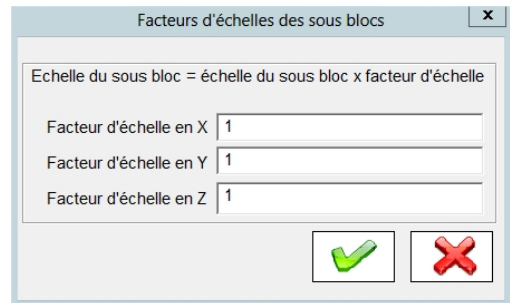 Facteurs d'échelles des sous blocs
x
Echelle du sous bloc = échelle du sous bloc x facteur d'échelle
Facteur d'échelle en X 1
Facteur d'échelle en Y 1
Facteur d'échelle en Z 1